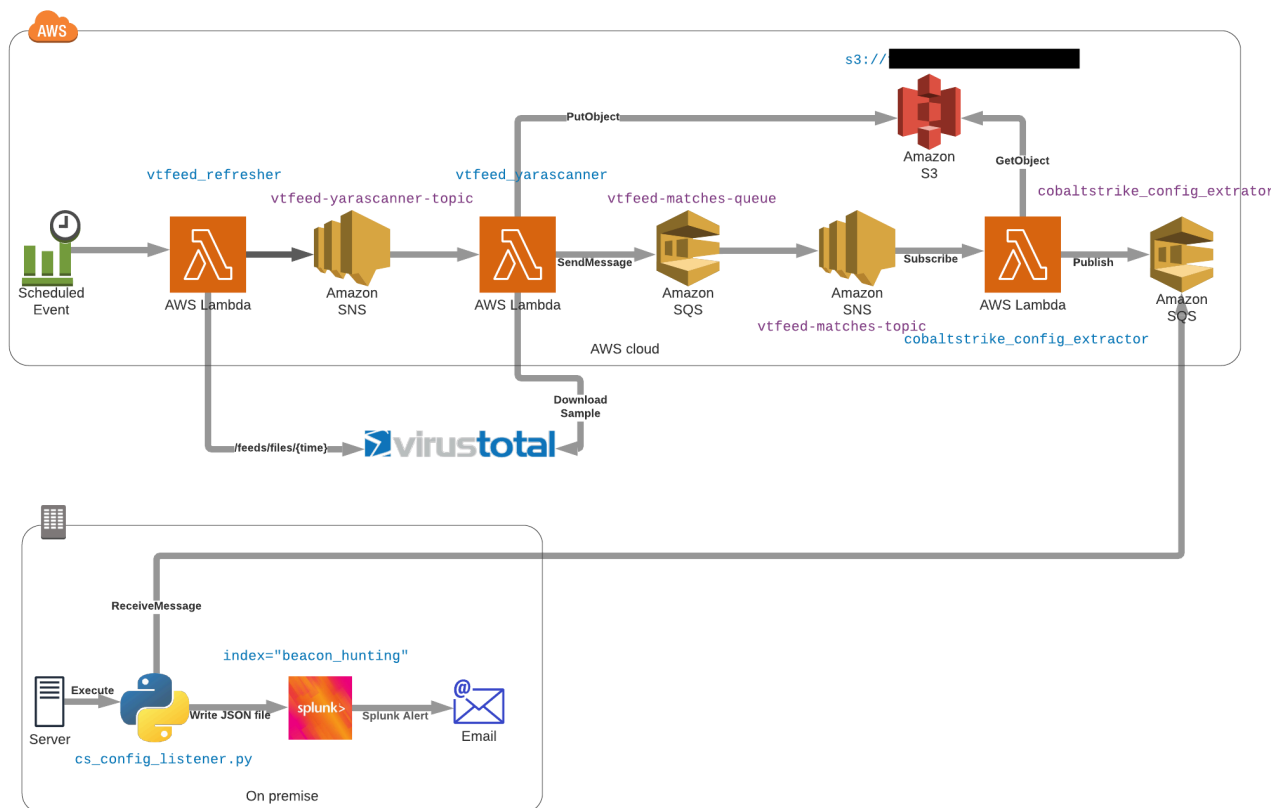 AWS
s3://
PutObject
Amazon
S3
GetObject
vtfeed_refresher
vtfeed_yarascanner
vtfeed-yarascanner-topic
vtfeed-matches-queue
cobaltstrike_config_extrator
Scheduled
Event
AWS Lambda
Amazon
SNS
AWS Lambda
SendMessage
Amazon
SQS
Amazon
SNS
Subscribe
AWS Lambda
Publish
Amazon
SQS
vtfeed-matches-topic
cobaltstrike_config_extractor
AWS cloud
Download
Sample
/feeds/files/{time}
virustotal
ReceiveMessage
index="beacon_hunting"
Server
Execute
Write JSON file
splunk>
Splunk Alert
@
Email
cs_config_listener.py
On premise